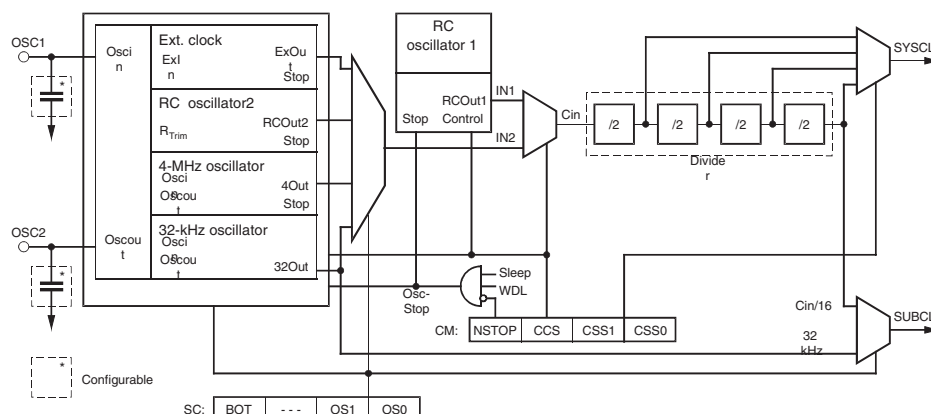 OSC1
Osci
n
Ext. clock
ExI
n
ExOu
t
Stop
RC oscillator2
RTrim
RCOut2
Stop
4-MHz oscillator
Osci
n
Oscou
t
4Out
Stop
32-kHz oscillator
Osci
n
Oscou
t
32Out
OSC2
Oscou
t
*
*
*
Configurable
RC
oscillator 1
RCOut1
Stop Control
IN1
IN2
Cin
/2 /2 /2 /2
Divide
r
SYSCL
Osc-
Stop
Sleep
WDL
CM: NSTOP CCS CSS1 CSS0
Cin/16
32
kHz
SUBCL
SC: BOT - - - OS1 OS0